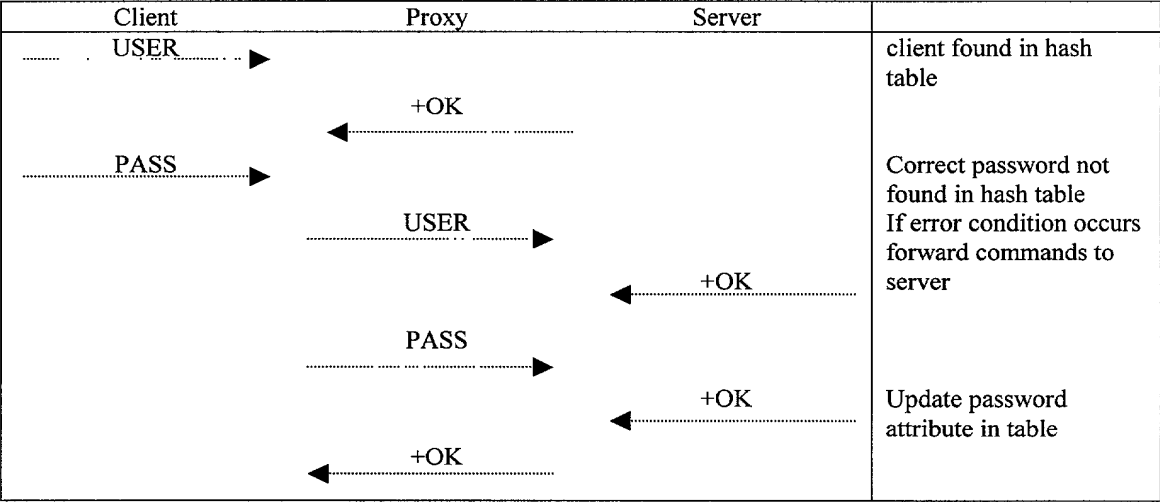 Client Proxy Server
USER
client found in hash
table
+OK
PASS
Correct password not
found in hash table
USER
If error condition occurs
forward commands to
server
+OK
PASS
+OK
Update password
attribute in table
+OK